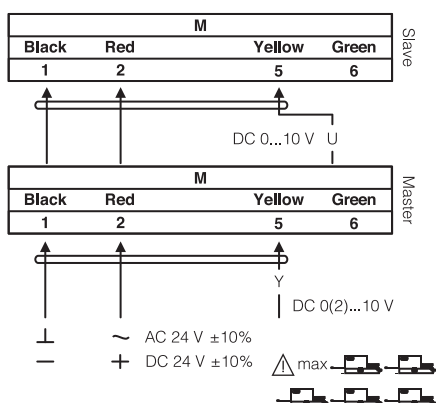 M
Black Red Yellow Green
1 2 5 6
Slave
DC 0...10 V U
M
Black Red Yellow Green
1 2 5 6
Master
Y
DC 0(2)...10 V
⊥ ~ AC 24 V ±10%
− + DC 24 V ±10%
max